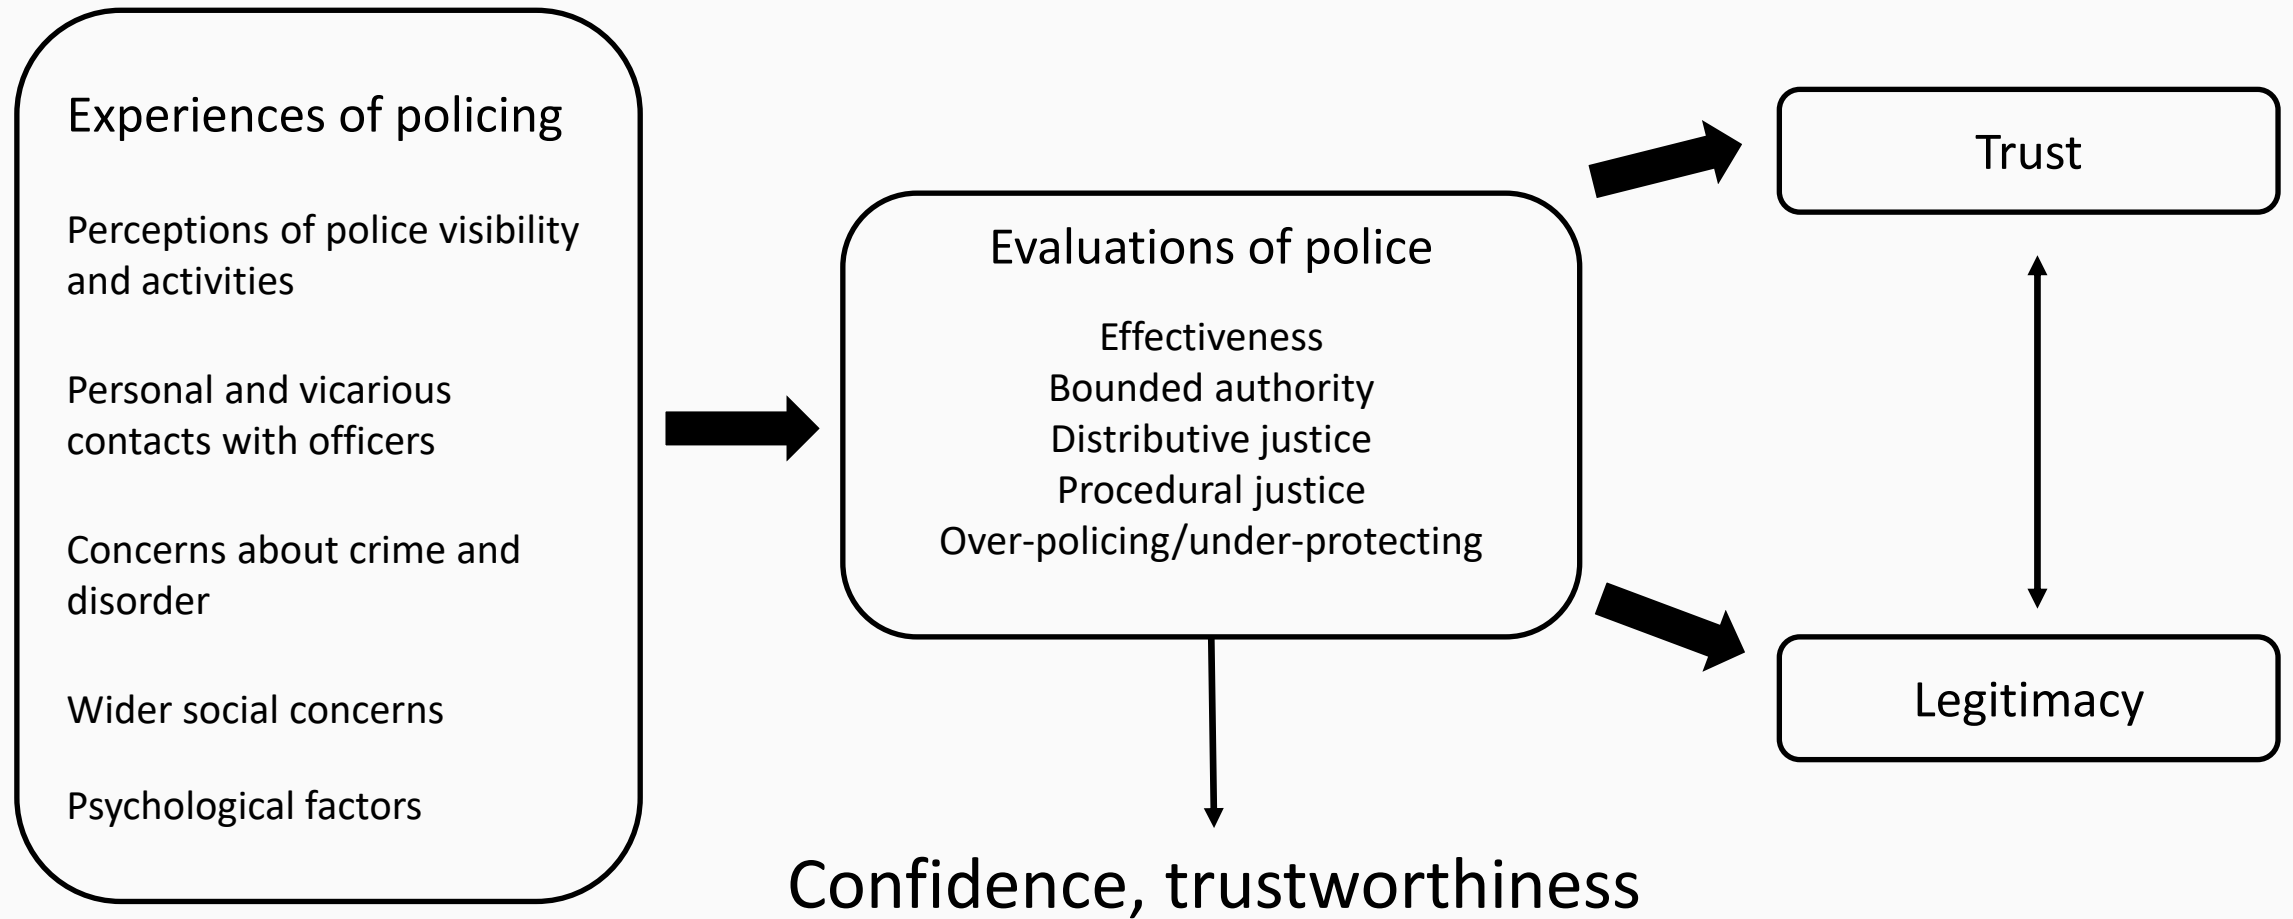 Experiences of policing
Perceptions of police visibility
and activities
Personal and vicarious
contacts with officers
Concerns about crime and
disorder
Wider social concerns
Psychological factors
Evaluations of police
Effectiveness
Bounded authority
Distributive justice
Procedural justice
Over-policing/under-protecting
Confidence, trustworthiness
Trust
Legitimacy